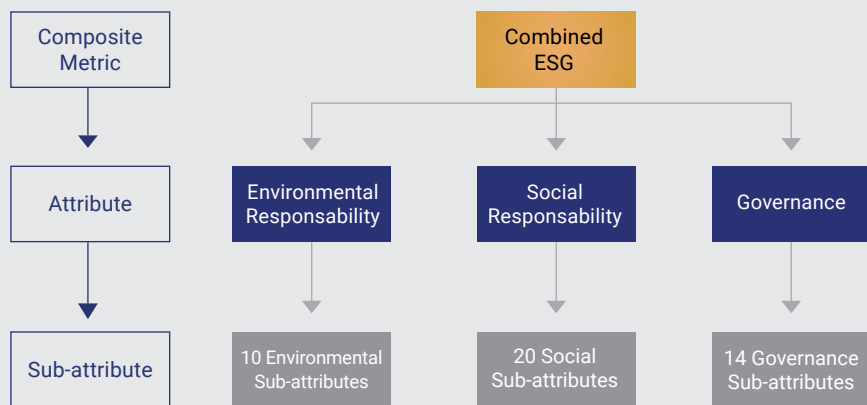 Composite
Metric
Combined
ESG
Attribute
Environmental
Responsability
Social
Responsability
Governance
Sub-attribute
10 Environmental
Sub-attributes
20 Social
Sub-attributes
14 Governance
Sub-attributes